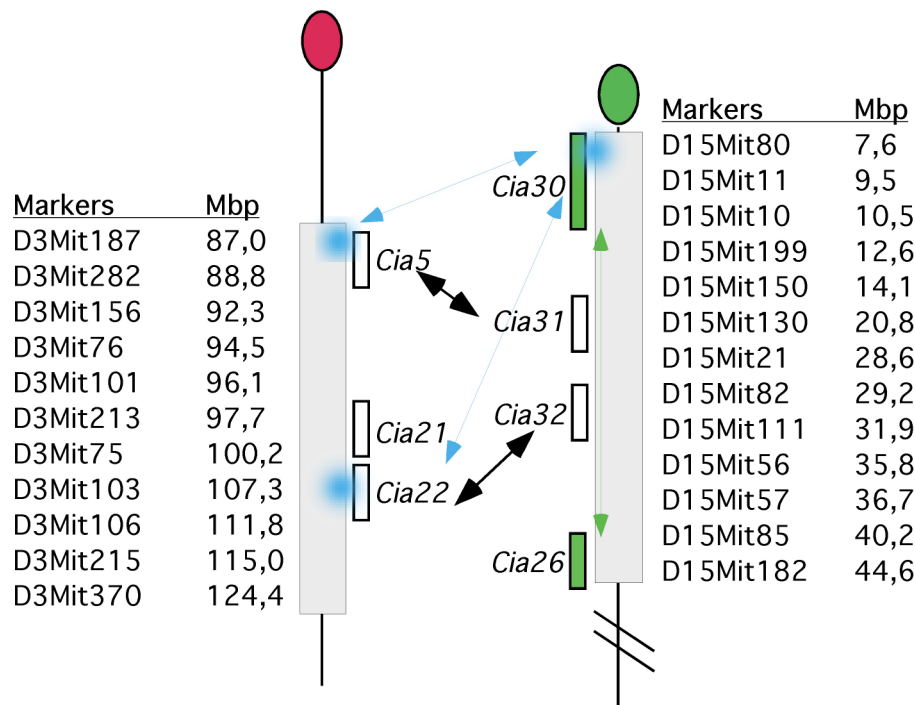 Markers Mbp
D3Mit187 87,0
D3Mit282 88,8
D3Mit156 92,3
D3Mit76 94,5
D3Mit101 96,1
D3Mit213 97,7
D3Mit75 100,2
D3Mit103 107,3
D3Mit106 111,8
D3Mit215 115,0
D3Mit370 124,4
Cia5
Cia21
Cia22
Cia30
Cia31
Cia32
Cia26
Markers Mbp
D15Mit80 7,6
D15Mit11 9,5
D15Mit10 10,5
D15Mit199 12,6
D15Mit150 14,1
D15Mit130 20,8
D15Mit21 28,6
D15Mit82 29,2
D15Mit111 31,9
D15Mit56 35,8
D15Mit57 36,7
D15Mit85 40,2
D15Mit182 44,6